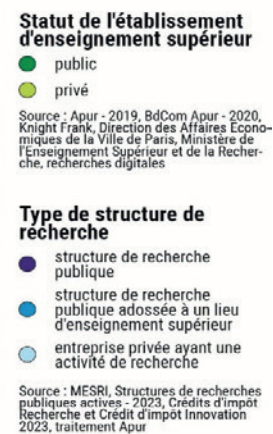 Statut de l'établissement
d'enseignement supérieur
public
privé
Source : Apur - 2019, BdCom Apur - 2020,
Knight Frank, Direction des Affaires Écono-
miques de la Ville de Paris, Ministère de
l'Enseignement Supérieur et de la Recher-
che, recherches digitales
Type de structure de
recherche
structure de recherche
publique
structure de recherche
publique adossée à un lieu
d'enseignement supérieur
entreprise privée ayant une
activité de recherche
Source : MESRI, Structures de recherches
publiques actives - 2023, Crédits d'impôt
Recherche et Crédit d'impôt Innovation
2023, traitement Apur